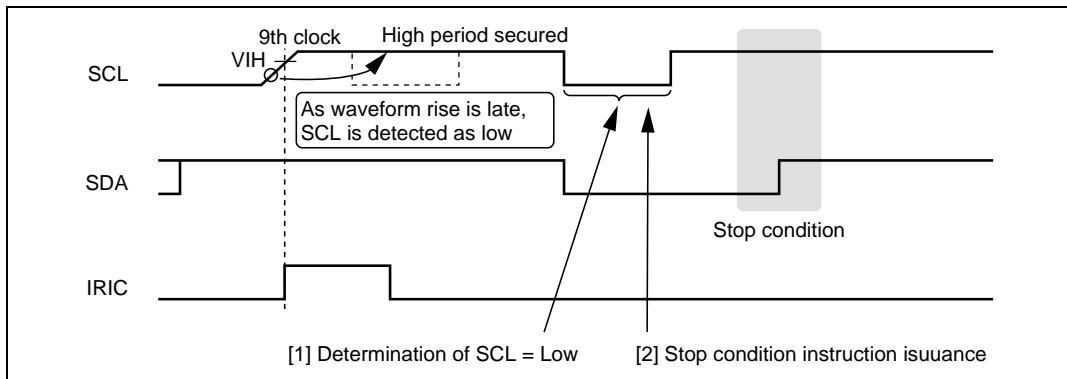 9th clock
High period secured
VIH
SCL
As waveform rise is late,
SCL is detected as low
SDA
Stop condition
IRIC
[1] Determination of SCL = Low
[2] Stop condition instruction isuuance